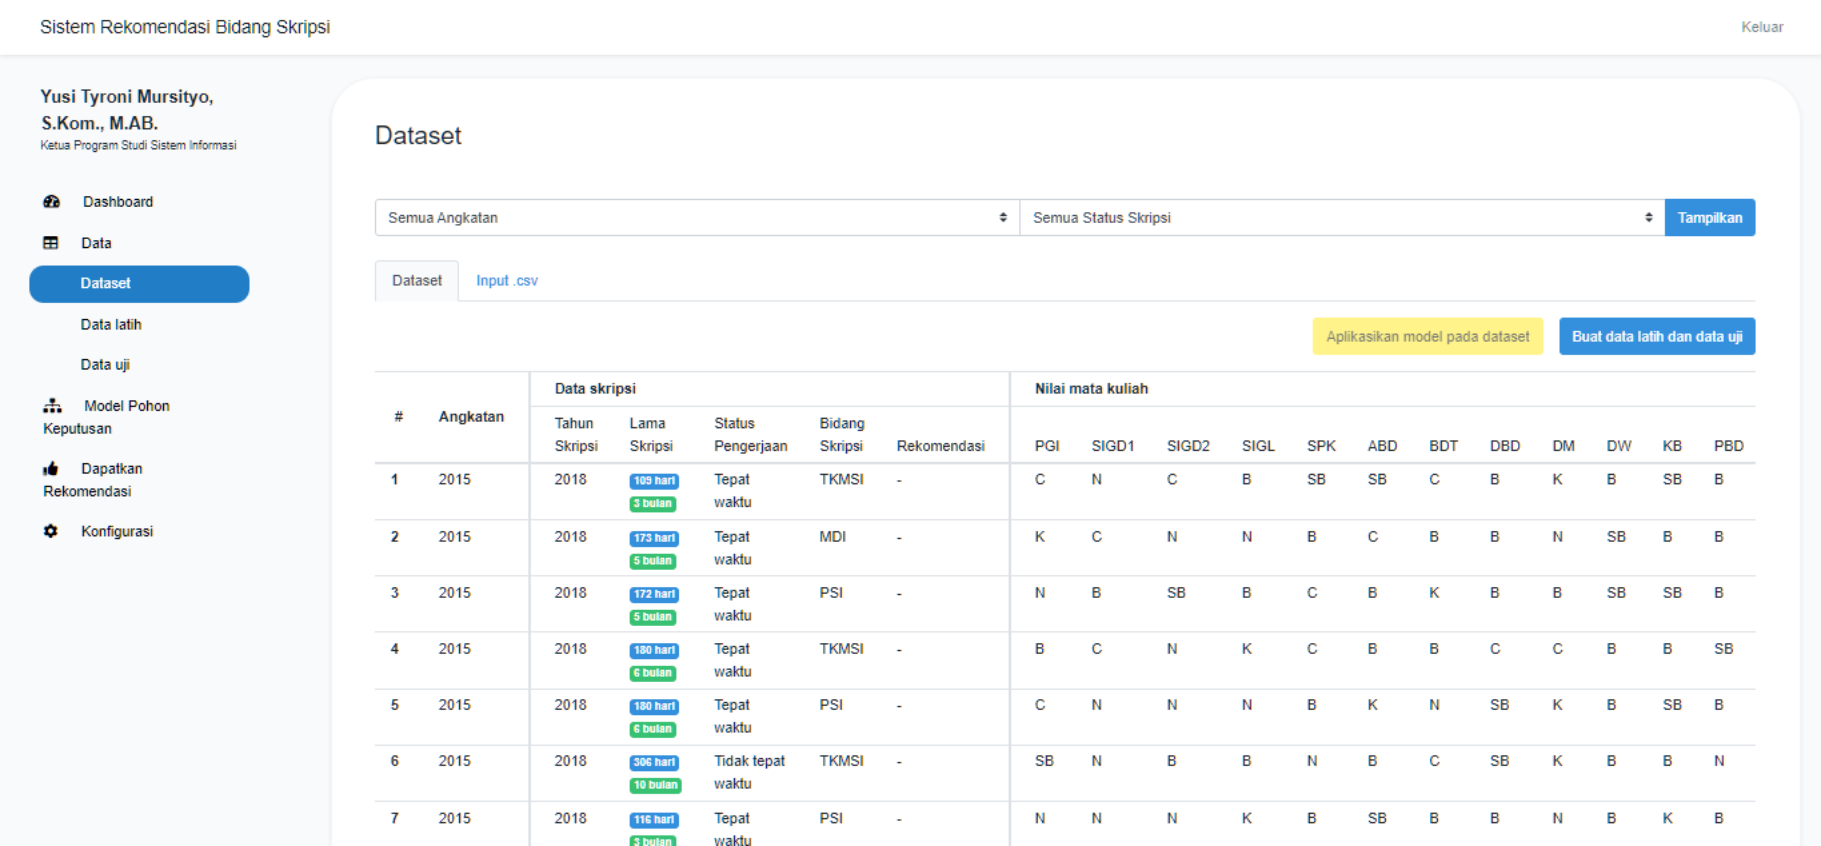 Sistem Rekomendasi Bidang Skripsi
Keluar
Yusi Tyroni Mursityo,
S.Kom., M.AB.
Ketua Program Studi Sistem Informasi
Dashboard
Data
Dataset
Data latih
Data uji
Model Pohon
Keputusan
Dapatkan
Rekomendasi
Konfigurasi
Dataset
Semua Angkatan Semua Status Skripsi Tampilkan
Dataset Input .csv
Aplikasikan model pada dataset Buat data latih dan data uji
Data skripsi Nilai mata kuliah
# Angkatan
Tahun Lama Status Bidang
Skripsi Skripsi Pengerjaan Skripsi Rekomendasi PGI SIGD1 SIGD2 SIGL SPK ABD BDT DBD DM DW KB PBD
1 2015 2018 109 hari Tepat TKMSI - C N C B SB SB C B K B SB B
3 bulan waktu
2 2015 2018 173 hari Tepat MDI - K C N N B C B B N SB B B
5 bulan waktu
3 2015 2018 172 hari Tepat PSI - N B SB B C B K B B SB SB B
5 bulan waktu
4 2015 2018 180 hari Tepat TKMSI - B C N K C B B C C B B SB
6 bulan waktu
5 2015 2018 180 hari Tepat PSI - C N N N B K N SB K B SB B
6 bulan waktu
6 2015 2018 306 hari Tidak tepat TKMSI - SB N B B N B C SB K B B N
10 bulan waktu
7 2015 2018 116 hari Tepat PSI - N N N K B SB B B N B K B
3 bulan waktu